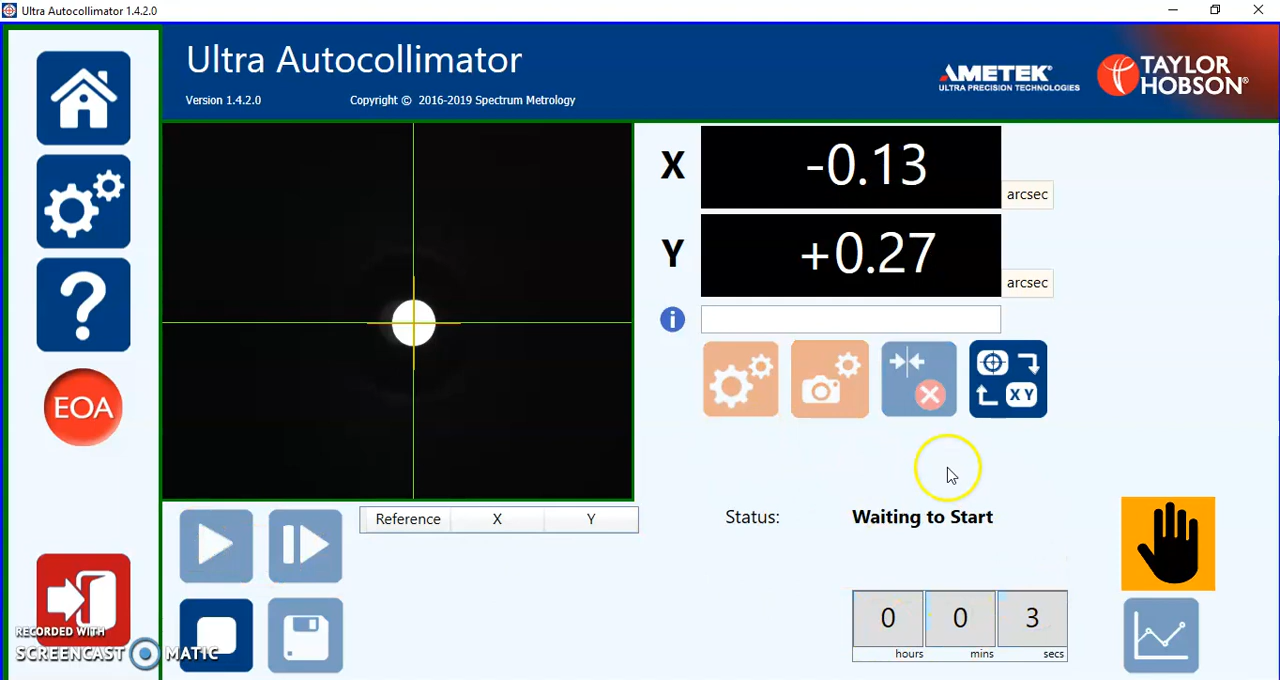 Ultra Autocollimator 1.4.2.0
Ultra Autocollimator
Version 1.4.2.0
Copyright © 2016-2019 Spectrum Metrology
AMETEK®
ULTRA PRECISION TECHNOLOGIES
TAYLOR
HOBSON®
X
-0.13
arcsec
Y
+0.27
arcsec
i
?
X Y
EOA
Reference X Y
Status: Waiting to Start
0 0 3
hours mins secs
RECORDED WITH
SCREENCAST MATIC